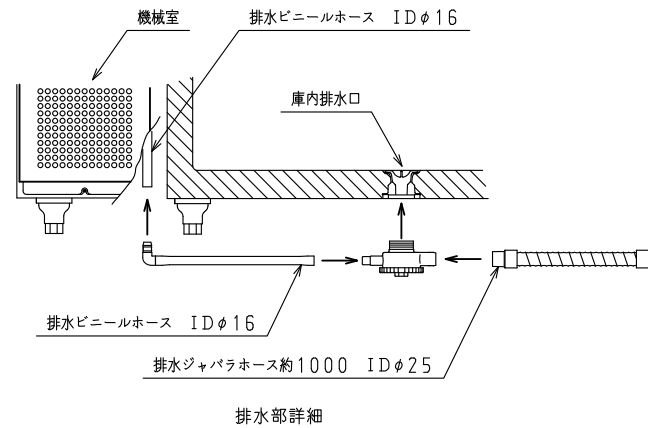 機械室
排水ビニールホース IDφ16
庫内排水口
排水ビニールホース IDφ16
排水ジャバラホース約1000 IDφ25
排水部詳細